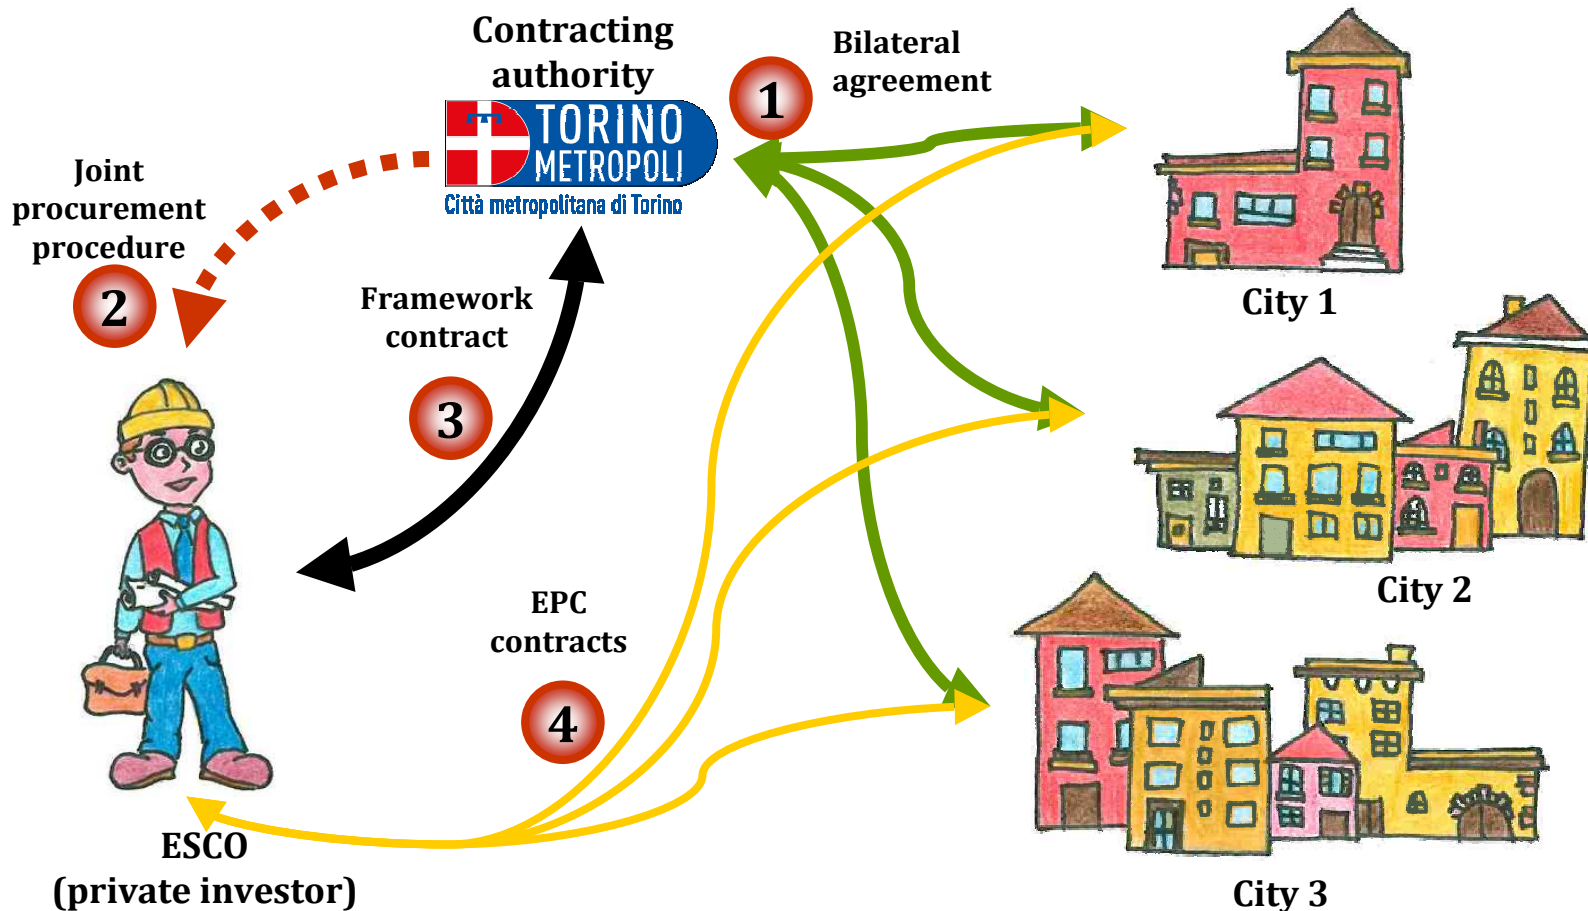 Contracting
authority
1
Bilateral
agreement
TORINO
METROPOLI
Città metropolitana di Torino
Joint
procurement
procedure
2
Framework
contract
3
City 1
City 2
EPC
contracts
4
ESCO
(private investor)
City 3